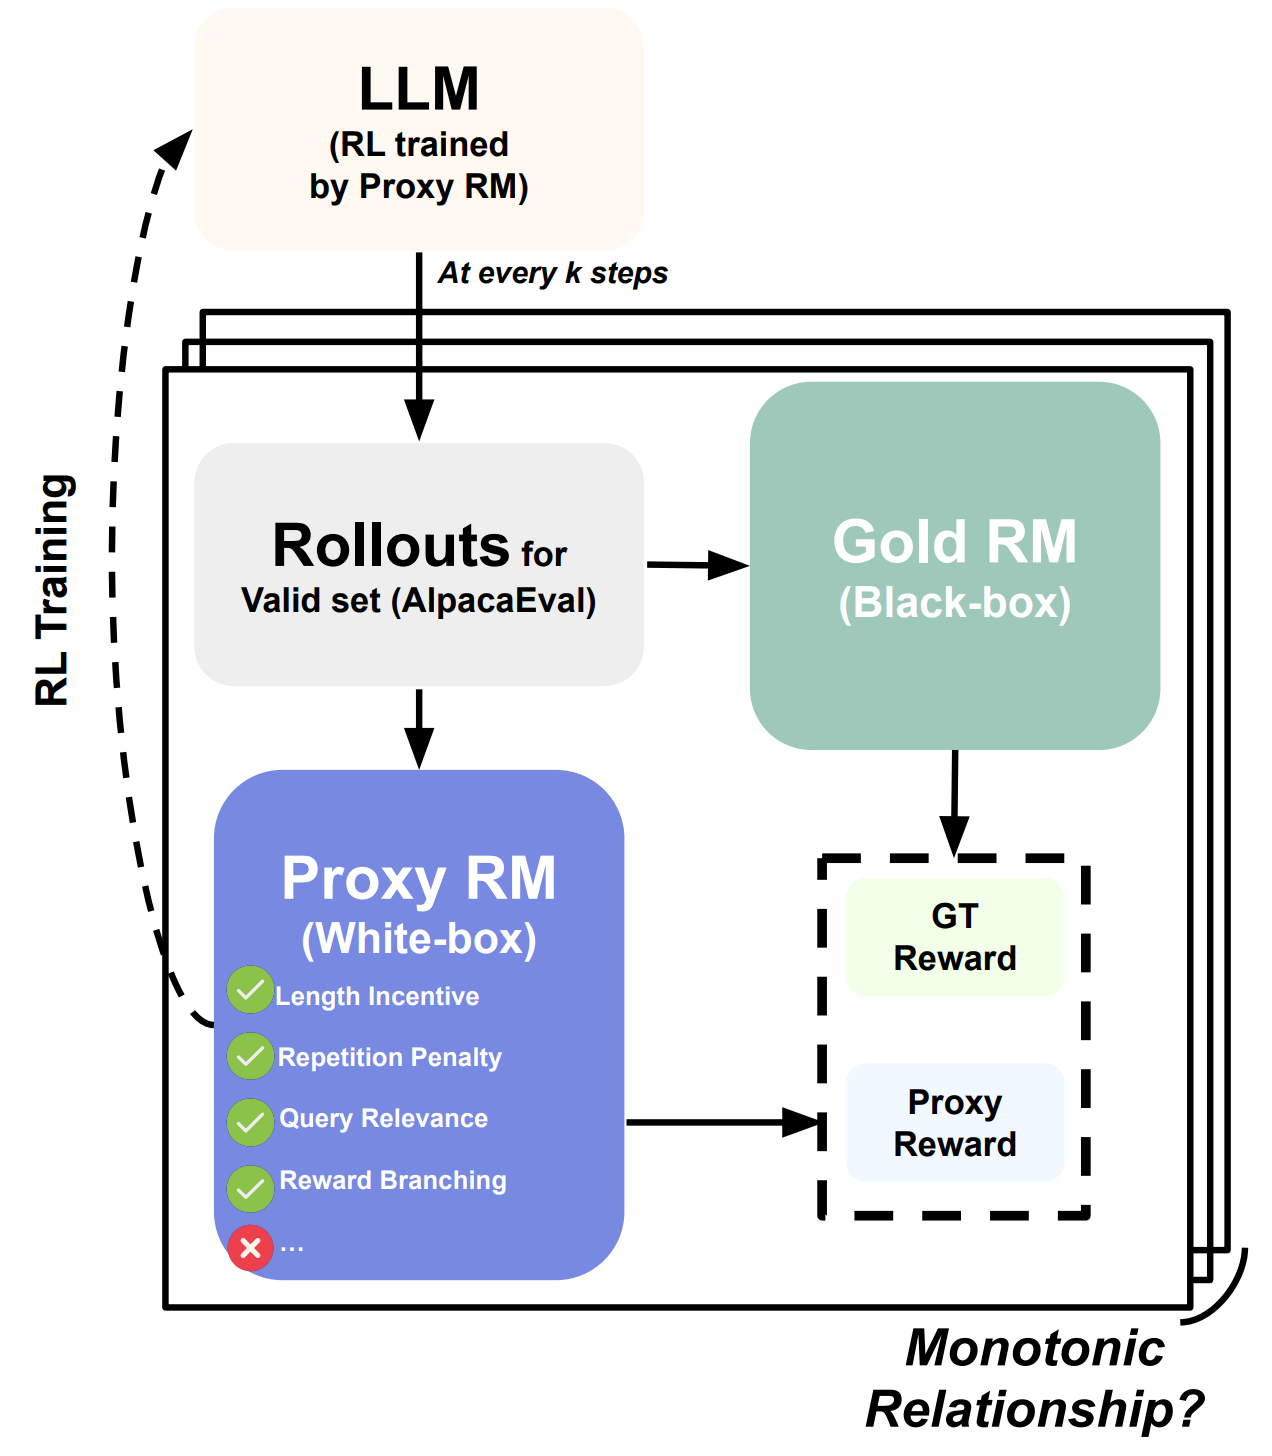 LLM
(RL trained
by Proxy RM)
At every k steps
RL Training
Rollouts for
Valid set (AlpacaEval)
Gold RM
(Black-box)
Proxy RM
(White-box)
Length Incentive
Repetition Penalty
Query Relevance
Reward Branching
...
GT
Reward
Proxy
Reward
Monotonic
Relationship?